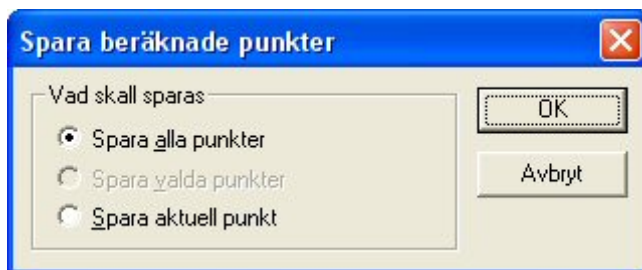 Spara beräknade punkter
Vad skall sparas
Spara alla punkter
Spara valda punkter
Spara aktuell punkt
OK
Avbryt